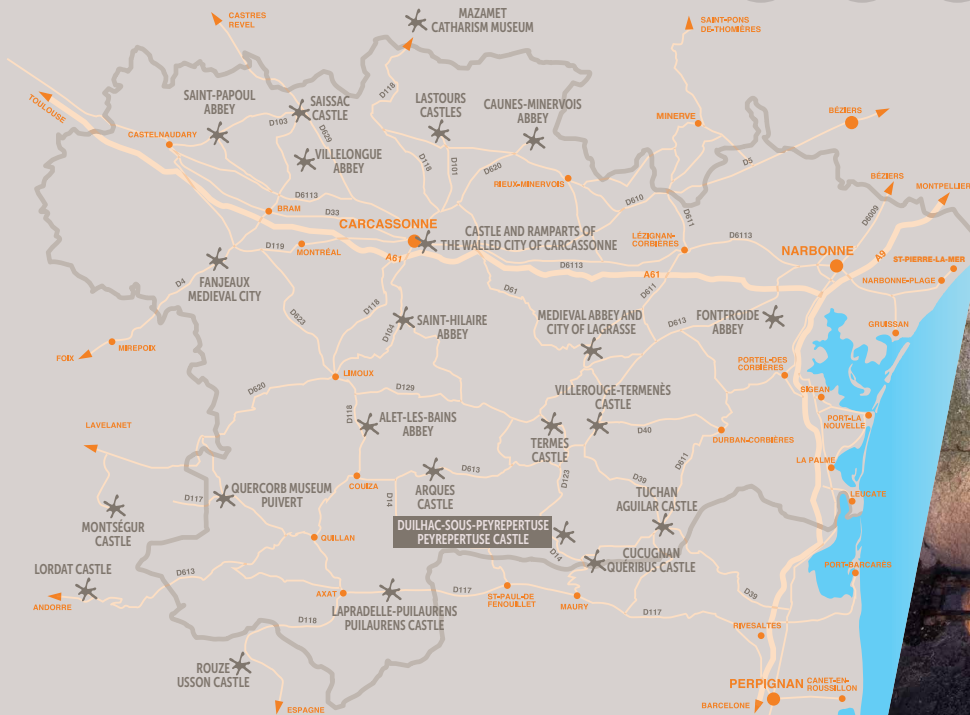 MAZAMET
CATHARISM MUSEUM
CASTRES
REVEL
SAINT-PONS
DE-THOMIÈRES
TOULOUSE
SAINT-PAPOUL
ABBEY
SAISSAC
CASTLE
D118
LASTOURS
CASTLES
CAUNES-MINERVOIS
ABBEY
MINERVE
BÉZIERS
D103
D629
CASTELNAUDARY
VILLELONGUE
ABBEY
D118
D101
D620
D5
RIEUX-MINERVOIS
BÉZIERS
MONTPELLIER
D6113
D33
BRAM
D610
D611
D6009
CARCASSONNE
CASTLE AND RAMPARTS OF
THE WALLED CITY OF CARCASSONNE
LÉZIGNAN-
CORBIÈRES
D6113
NARBONNE
A9
D119
MONTRÉAL
A61
D6113
A61
ST-PIERRE-LA-MER
NARBONNE-PLAGE
FANJEAUX
MEDIEVAL CITY
D4
D61
D611
D623
D118
D104
SAINT-HILAIRE
ABBEY
MEDIEVAL ABBEY AND
CITY OF LAGRASSE
D613
FONTFROIDE
ABBEY
GRUISSAN
FOIX
MIREPOIX
LIMOUX
PORTEL-DES
CORBIÈRES
D620
D129
VILLEROUGE-TERMENÈS
CASTLE
SIGEAN
D118
ALET-LES-BAINS
ABBEY
PORT-LA
NOUVELLE
LAVELANET
TERMES
CASTLE
D40
DURBAN-CORBIÈRES
LA PALME
COUIZA
D14
ARQUES
CASTLE
D613
D123
D39
D611
D117
QUERCORB MUSEUM
PUIVERT
TUCHAN
AGUILAR CASTLE
LEUCATE
MONTSÉGUR
CASTLE
QUILLAN
DUILHAC-SOUS-PEYREPERTUSE
PEYREPERTUSE CASTLE
D14
CUCUGNAN
QUÉRIBUS CASTLE
PORT-BARCARÈS
LORDAT CASTLE
D613
ANDORRE
AXAT
LAPRADELLE-PUILAURENS
PUILAURENS CASTLE
D117
ST-PAUL-DE
FENOUILLET
MAURY
D117
D39
D118
RIVESALTES
ROUZE
USSON CASTLE
PERPIGNAN
CANET-EN-
ROUSSILLON
BARCELONE
ESPAGNE